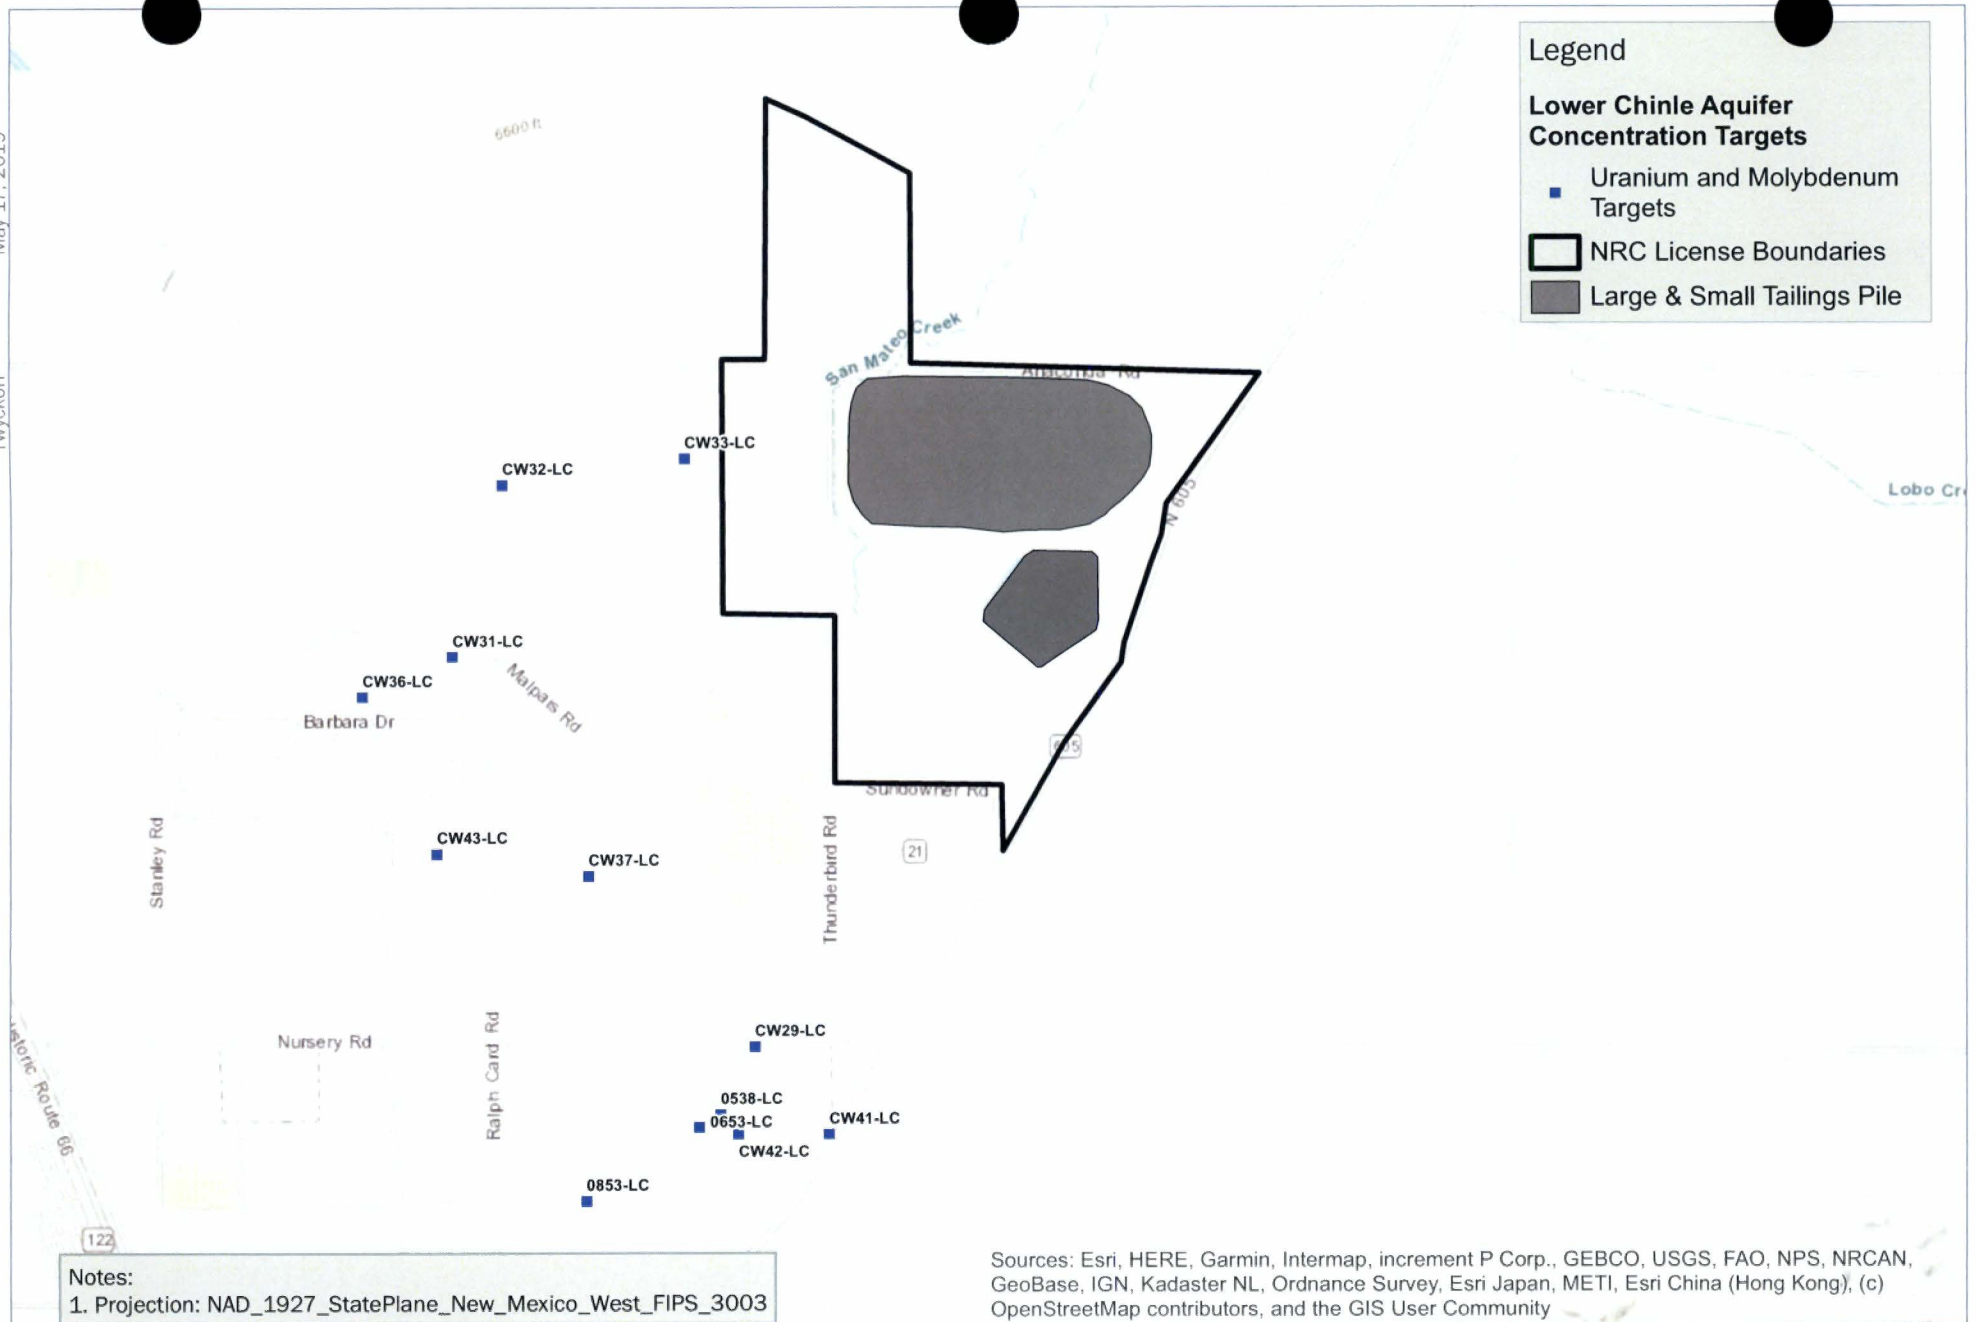 Legend
Lower Chinle Aquifer
Concentration Targets
Uranium and Molybdenum
Targets
NRC License Boundaries
Large & Small Tailings Pile
6600 ft
San Mateo Creek
Anaconda Rd
CW33-LC
CW32-LC
N 605
Lobo
CW31-LC
CW36-LC
Malpais Rd
Barbara Dr
605
Sundowner Rd
CW43-LC
CW37-LC
Stanley Rd
Thunderbird Rd
21
CW29-LC
Nursery Rd
Ralph Card Rd
Route 66
0538-LC
0653-LC
CW41-LC
CW42-LC
0853-LC
122
Notes:
1. Projection: NAD_1927_StatePlane_New_Mexico_West_FIPS_3003
Sources: Esri, HERE, Garmin, Intermap, increment P Corp., GEBCO, USGS, FAO, NPS, NRCAN,
GeoBase, IGN, Kadaster NL, Ordnance Survey, Esri Japan, METI, Esri China (Hong Kong), (c)
OpenStreetMap contributors, and the GIS User Community